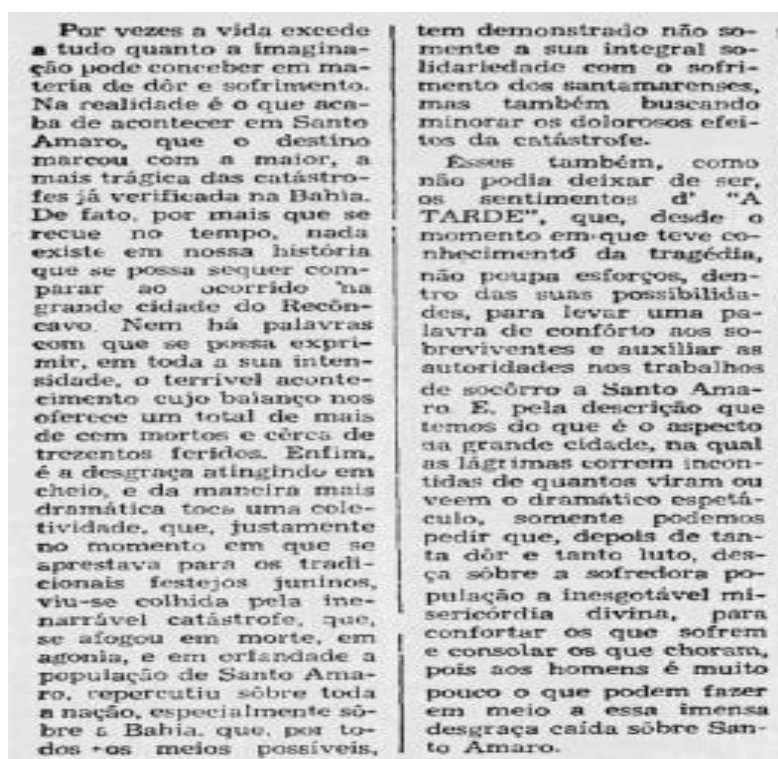 Por vezes a vida excede
a tudo quanto a imagina-
ção pode conceber em ma-
teria de dôr e sofrimento.
Na realidade é o que aca-
ba de acontecer em Santo
Amaro, que o destino
marcou com a maior, a
mais trágica das catástro-
fes já verificada na Bahia.
De fato, por mais que se
recue no tempo, nada
existe em nossa história
que se possa sequer com-
parar ao ocorrido na
grande cidade do Recôn-
cavo. Nem há palavras
com que se possa expri-
mir, em toda a sua inten-
sidade, o terrível aconte-
cimento cujo balanço nos
oferece um total de mais
de cem mortos e cêrca de
trezentos feridos. Enfim,
é a desgraça atingindo em
cheio, e da maneira mais
dramática toca uma cole-
tividade, que, justamente
no momento em que se
aprestava para os tradi-
cionais festejos juninos,
viu-se colhida pela ine-
narrável catástrofe, que,
se afogou em morte, em
agonia, e em orfandade a
população de Santo Ama-
ro, repercutiu sôbre toda
a nação, especialmente sô-
bre a Bahia, que, por to-
dos os meios possíveis,
tem demonstrado não so-
mente a sua integral so-
lidariedade com o sofri-
mento dos santamarenses,
mas também buscando
minorar os dolorosos efei-
tos da catástrofe.
Esses também, como
não podia deixar de ser,
os sentimentos d' "A
TARDE", que, desde o
momento em que teve co-
nhecimento da tragédia,
não poupa esforços, den-
tro das suas possibilida-
des, para levar uma pa-
lavra de confôrto aos so-
breviventes e auxiliar as
autoridades nos trabalhos
de socôrro a Santo Ama-
ro. E, pela descrição que
temos do que é o aspecto
da grande cidade, na qual
as lágrimas correm incon-
tidas de quantos viram ou
veem o dramático espetá-
culo, somente podemos
pedir que, depois de tan-
ta dôr e tanto luto, des-
ça sôbre a sofredora po-
pulação a inesgotável mi-
sericórdia divina, para
confortar os que sofrem
e consolar os que choram,
pois aos homens é muito
pouco o que podem fazer
em meio a essa imensa
desgraça caída sôbre San-
to Amaro.